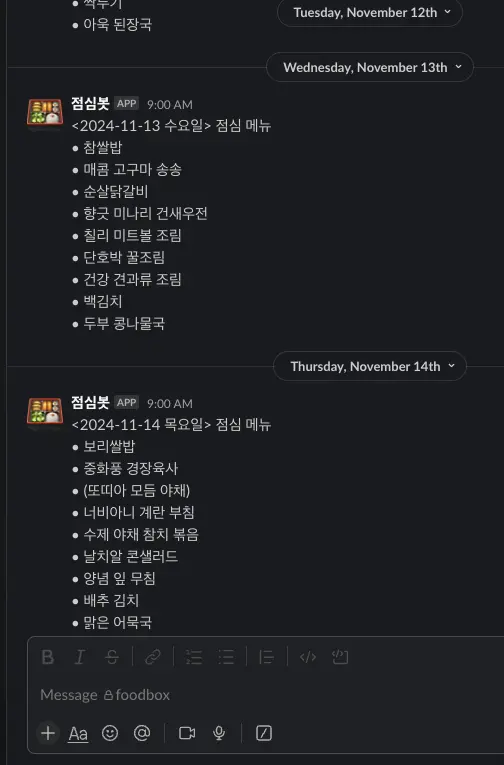 • 깍두기
• 아욱 된장국
Tuesday, November 12th
Wednesday, November 13th
점심봇 APP 9:00 AM
<2024-11-13 수요일> 점심 메뉴
• 참쌀밥
• 매콤 고구마 송송
• 순살닭갈비
• 향긋 미나리 건새우전
• 칠리 미트볼 조림
• 단호박 꿀조림
• 건강 견과류 조림
• 백김치
• 두부 콩나물국
Thursday, November 14th
점심봇 APP 9:00 AM
<2024-11-14 목요일> 점심 메뉴
• 보리쌀밥
• 중화풍 경장육사
• (또띠아 모듬 야채)
• 너비아니 계란 부침
• 수제 야채 참치 볶음
• 날치알 콘샐러드
• 양념 잎 무침
• 배추 김치
• 맑은 어묵국
B I S
Message foodbox
+ Aa @